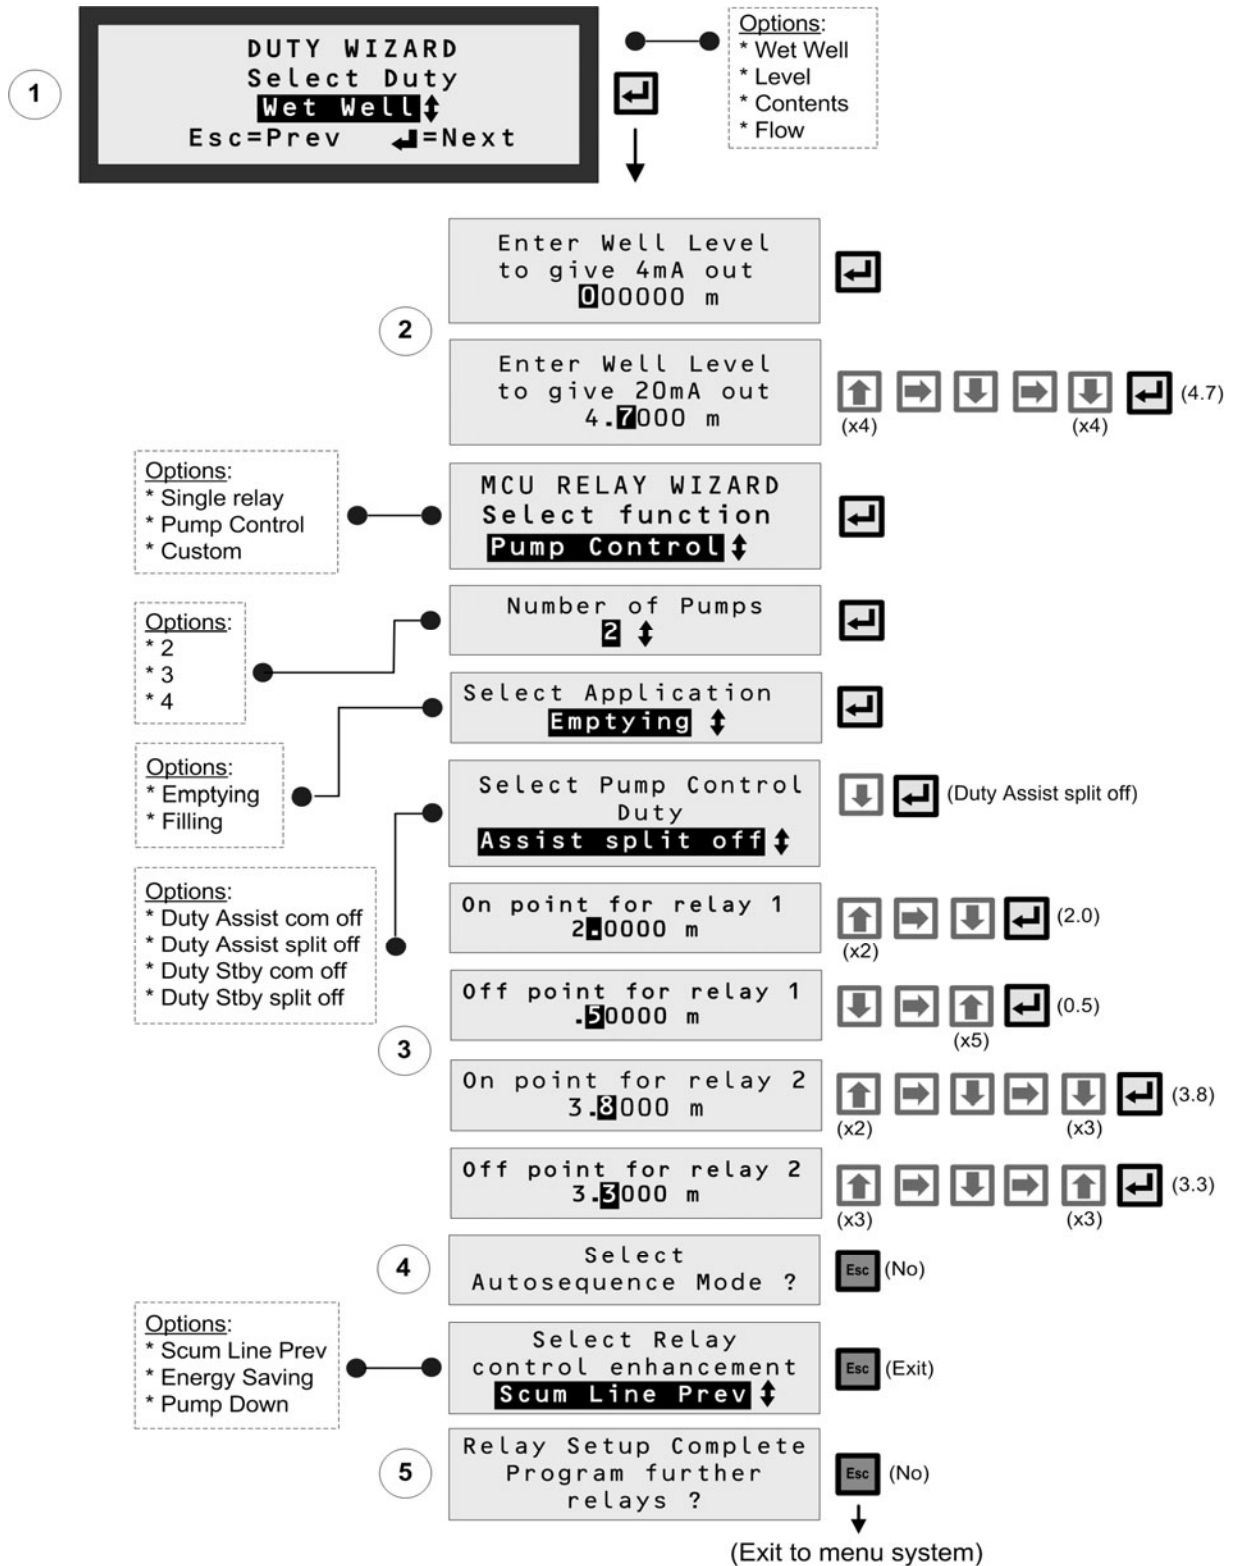 1
DUTY WIZARD
Select Duty
Wet Well
Esc=Prev ↵=Next
Options:
* Wet Well
* Level
* Contents
* Flow
2
Enter Well Level
to give 4mA out
000000 m
Enter Well Level
to give 20mA out
4.7000 m
(x4)
(x4)
(4.7)
Options:
* Single relay
* Pump Control
* Custom
MCU RELAY WIZARD
Select function
Pump Control
Options:
* 2
* 3
* 4
Number of Pumps
2
Options:
* Emptying
* Filling
Select Application
Emptying
Options:
* Duty Assist com off
* Duty Assist split off
* Duty Stby com off
* Duty Stby split off
Select Pump Control
Duty
Assist split off
(Duty Assist split off)
3
On point for relay 1
2.0000 m
(x2)
(2.0)
Off point for relay 1
.50000 m
(x5)
(0.5)
On point for relay 2
3.8000 m
(x2)
(x3)
(3.8)
Off point for relay 2
3.3000 m
(x3)
(x3)
(3.3)
4
Select
Autosequence Mode ?
Esc
(No)
Options:
* Scum Line Prev
* Energy Saving
* Pump Down
Select Relay
control enhancement
Scum Line Prev
Esc
(Exit)
5
Relay Setup Complete
Program further
relays ?
Esc
(No)
(Exit to menu system)